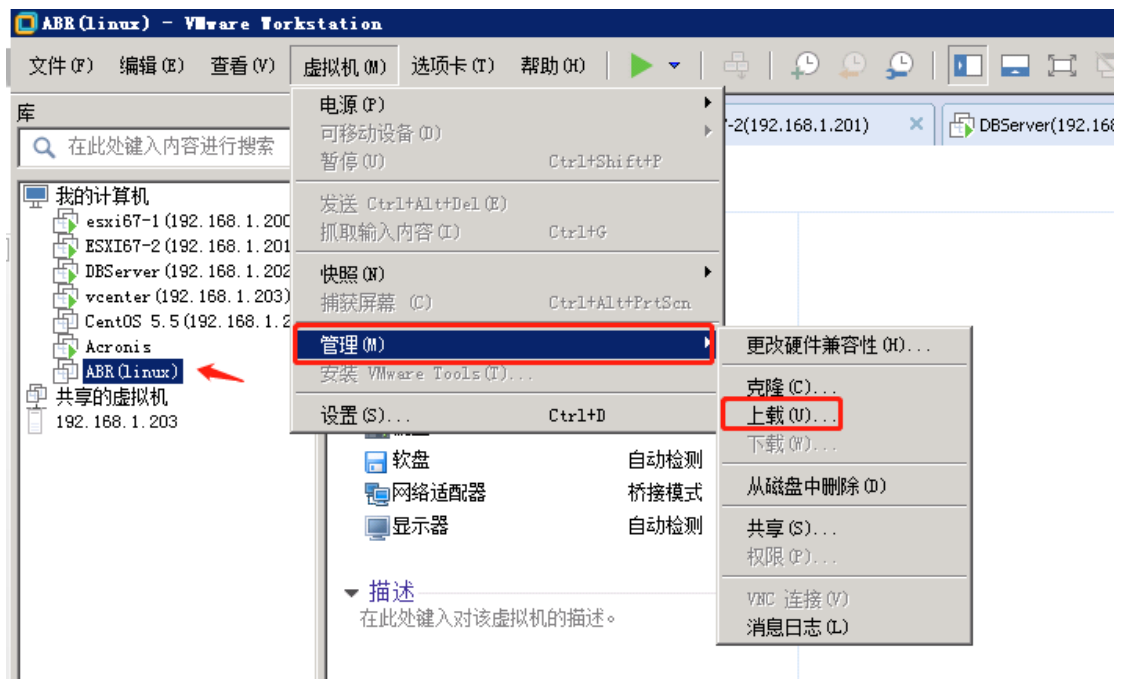 ABR(linux) - VMware Workstation
文件(F) 编辑(E) 查看(V) 虚拟机(M) 选项卡(T) 帮助(H)
库
在此处键入内容进行搜索
我的计算机
esxi67-1(192.168.1.200
ESXI67-2(192.168.1.201
DBServer(192.168.1.202
vcenter(192.168.1.203)
CentOS 5.5(192.168.1.2
Acronis
ABR(linux)
共享的虚拟机
192.168.1.203
-2(192.168.1.201)
DBServer(192.168
电源(P)
可移动设备(D)
暂停(U) Ctrl+Shift+P
发送 Ctrl+Alt+Del(E)
抓取输入内容(I) Ctrl+G
快照(N)
捕获屏幕 (C) Ctrl+Alt+PrtScn
管理(M)
安装 VMware Tools(T)...
设置(S)... Ctrl+D
更改硬件兼容性(H)...
克隆(C)...
上载(U)...
下载(W)...
从磁盘中删除(D)
共享(S)...
权限(P)...
VNC 连接(V)
消息日志(L)
软盘 自动检测
网络适配器 桥接模式
显示器 自动检测
描述
在此处键入对该虚拟机的描述。